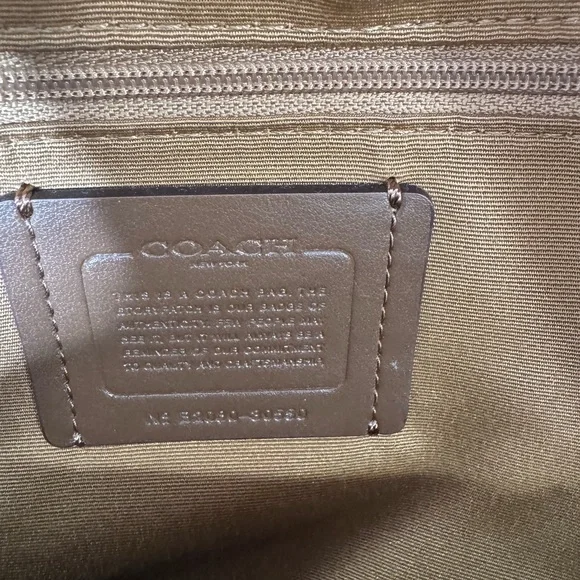 COACH
NEW YORK
THIS IS A COACH BAG. THE
STORYPATCH IS OUR BADGE OF
AUTHENTICITY. FEW PEOPLE MAY
SEE IT, BUT IT WILL ALWAYS BE A
REMINDER OF OUR COMMITMENT
TO QUALITY AND CRAFTSMANSHIP.
Nº